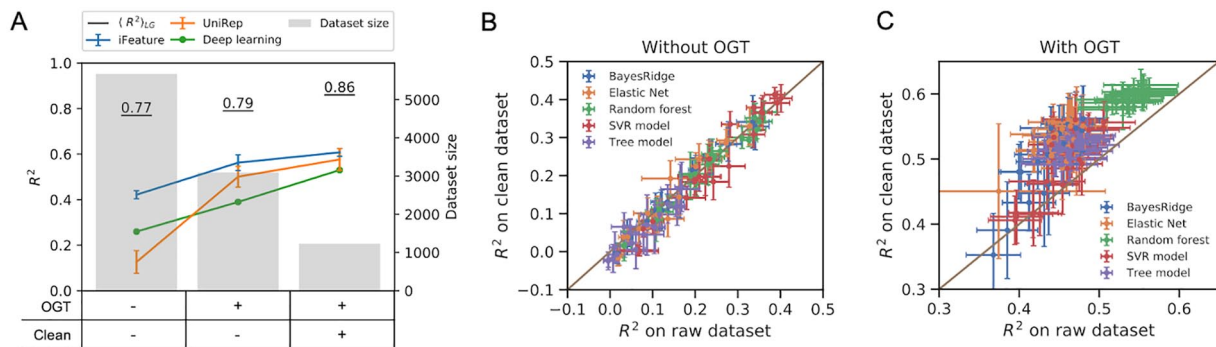 A
⟨ R²⟩LG
UniRep
Dataset size
iFeature
Deep learning
1.0
0.8
0.6
0.4
0.2
0.0
R²
0.77
0.79
0.86
5000
4000
3000
2000
1000
0
Dataset size
OGT - + +
Clean - - +
B
Without OGT
BayesRidge
Elastic Net
Random forest
SVR model
Tree model
0.5
0.4
0.3
0.2
0.1
0.0
−0.1
R² on clean dataset
−0.1 0.0 0.1 0.2 0.3 0.4 0.5
R² on raw dataset
C
With OGT
0.6
0.5
0.4
0.3
R² on clean dataset
BayesRidge
Elastic Net
Random forest
SVR model
Tree model
0.3 0.4 0.5 0.6
R² on raw dataset